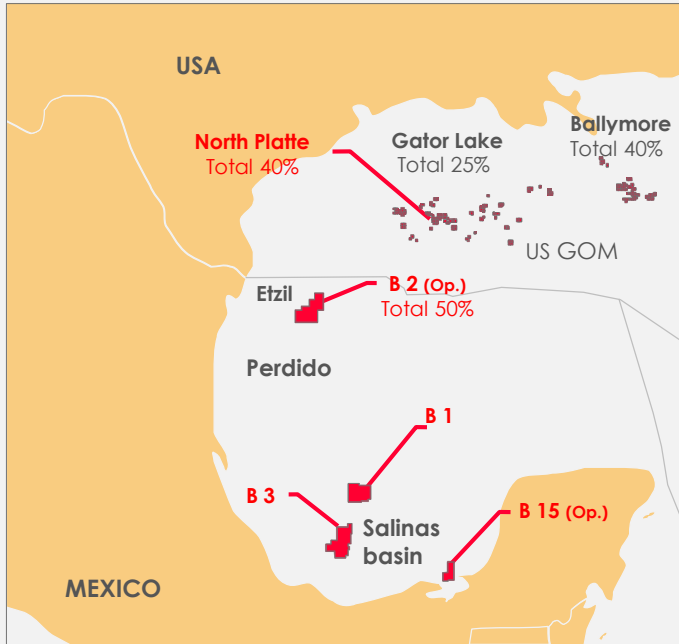 USA
North Platte
Total 40%
Gator Lake
Total 25%
Ballymore
Total 40%
US GOM
Etzil
B 2 (Op.)
Total 50%
Perdido
B 1
B 3
Salinas
basin
B 15 (Op.)
MEXICO